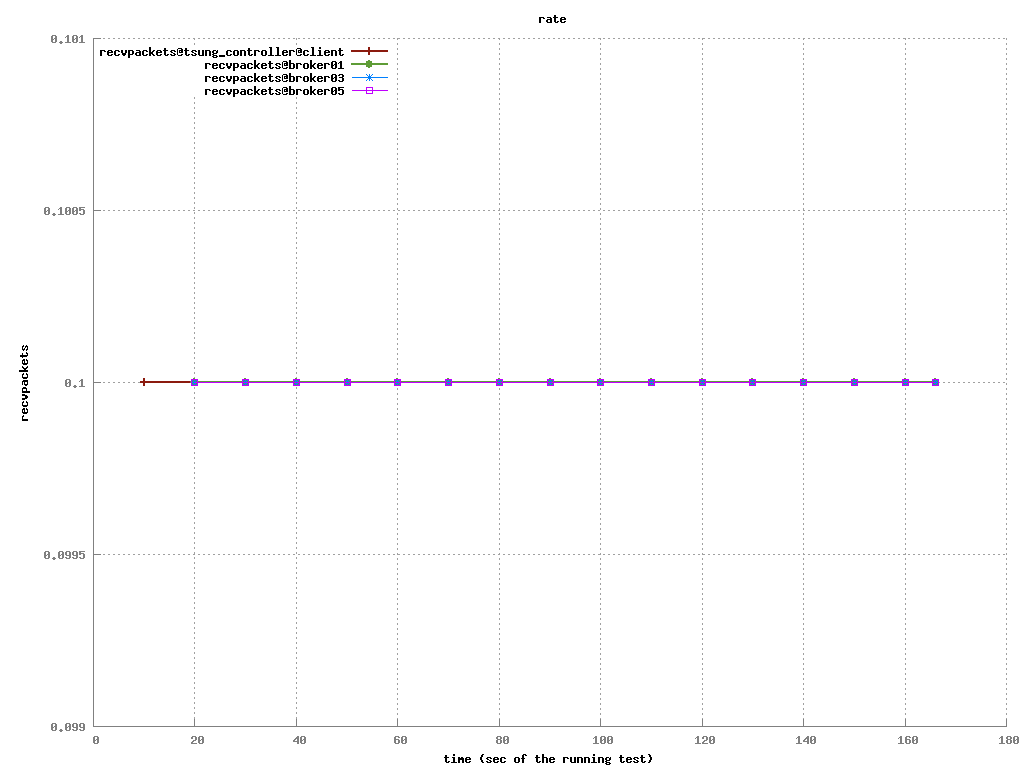 rate
0.101
recvpackets@tsung_controller@client
recvpackets@broker01
recvpackets@broker03
recvpackets@broker05
0.1005
recvpackets
0.1
0.0995
0.099
0 20 40 60 80 100 120 140 160 180
time (sec of the running test)